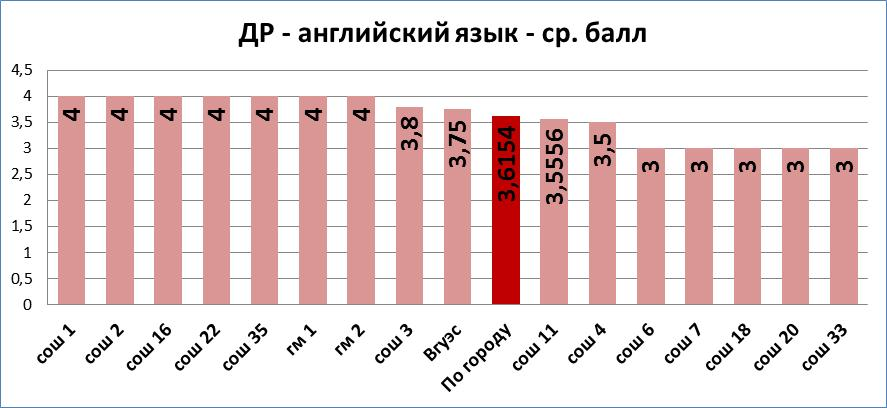 ДР - английский язык - ср. балл
4,5
4
3,5
3
2,5
2
1,5
1
0,5
0
4
4
4
4
4
4
4
3,8
3,75
3,6154
3,5556
3,5
3
3
3
3
3
сош 1
сош 2
сош 16
сош 22
сош 35
гм 1
гм 2
сош 3
Вгуэс
По городу
сош 11
сош 4
сош 6
сош 7
сош 18
сош 20
сош 33